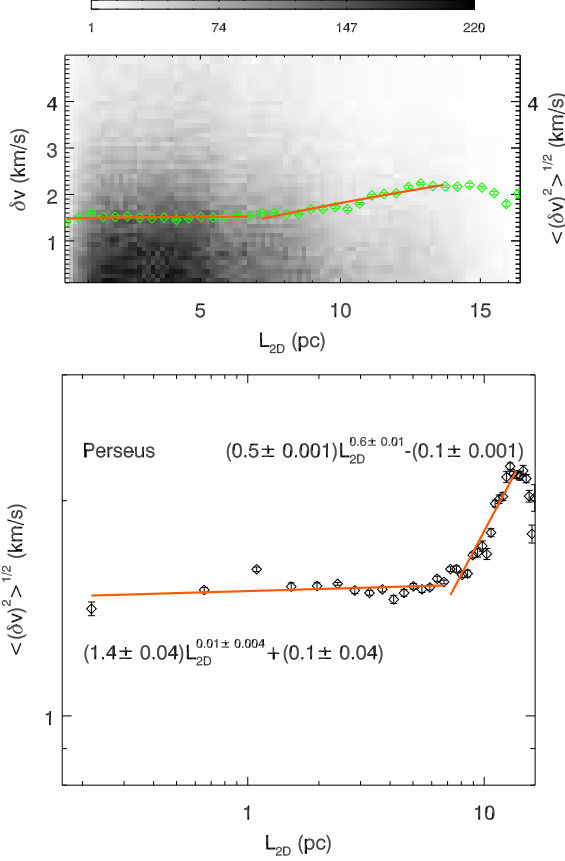 1 74 147 220
4
3
2
1
4
δv (km/s)
<(δv)²>^1/2 (km/s)
5 10 15
L_2D (pc)
Perseus
(0.5± 0.001)L_2D^0.6± 0.01-(0.1± 0.001)
(1.4± 0.04)L_2D^0.01± 0.004+(0.1± 0.04)
<(δv)²>^1/2 (km/s)
1
1 10
L_2D (pc)